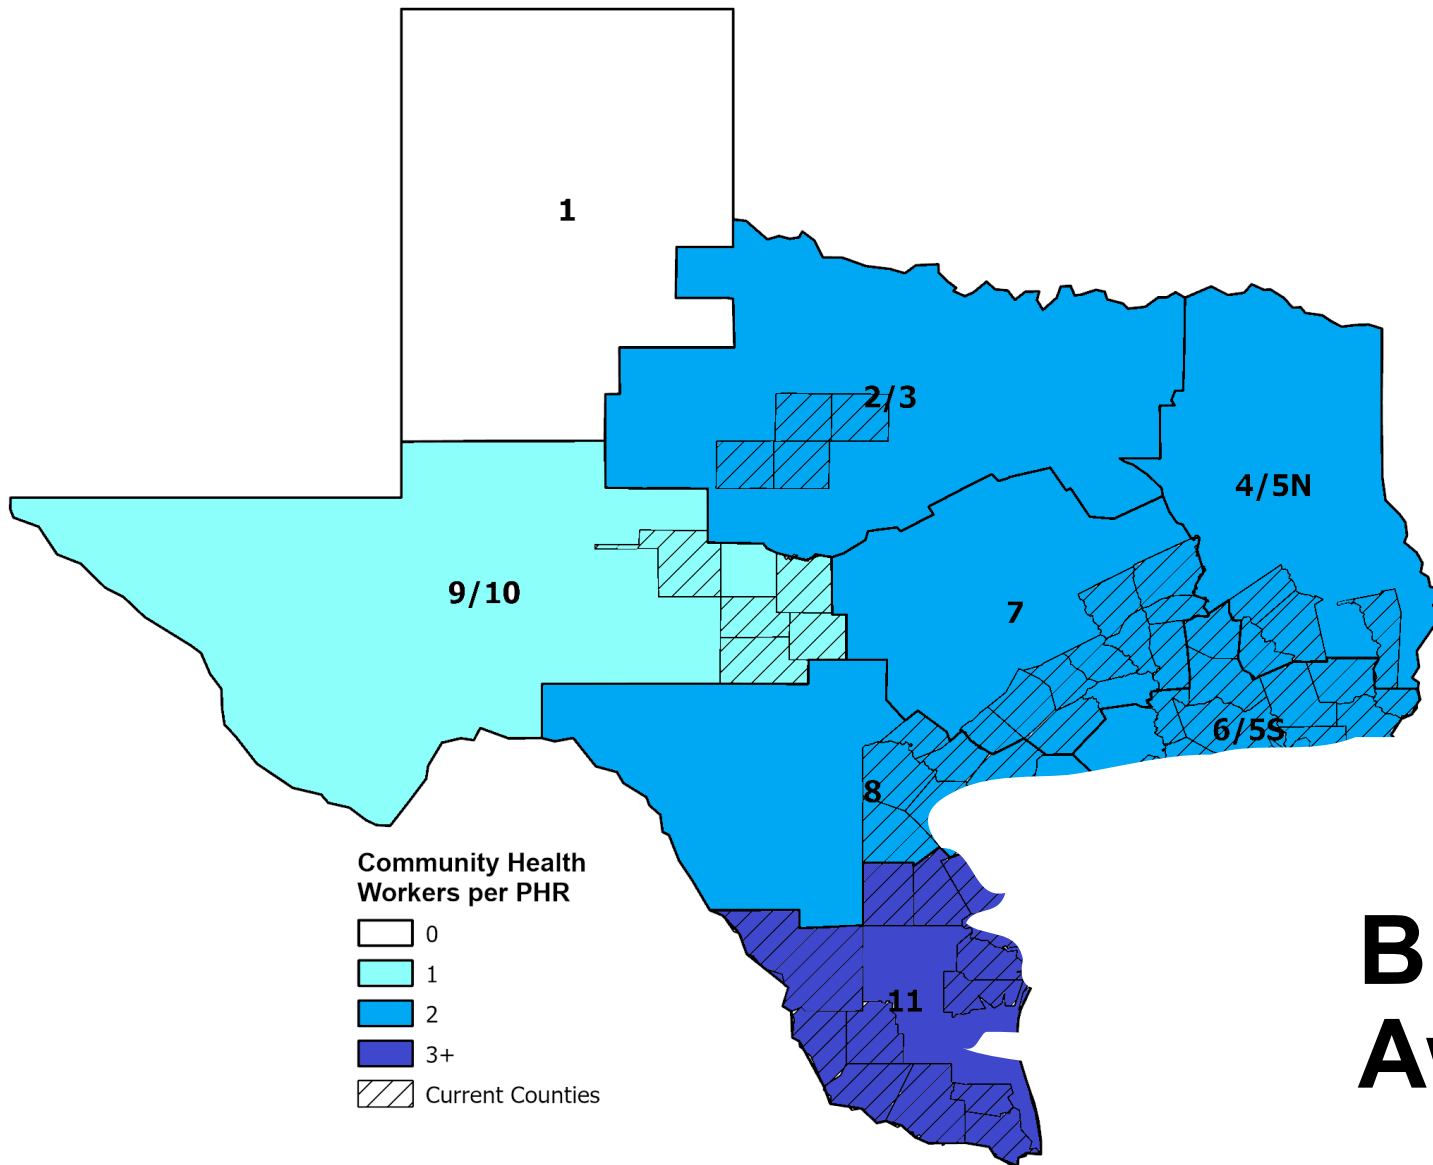 1
2/3
4/5N
9/10
7
6/5S
8
11
Community Health
Workers per PHR
0
1
2
3+
Current Counties
B